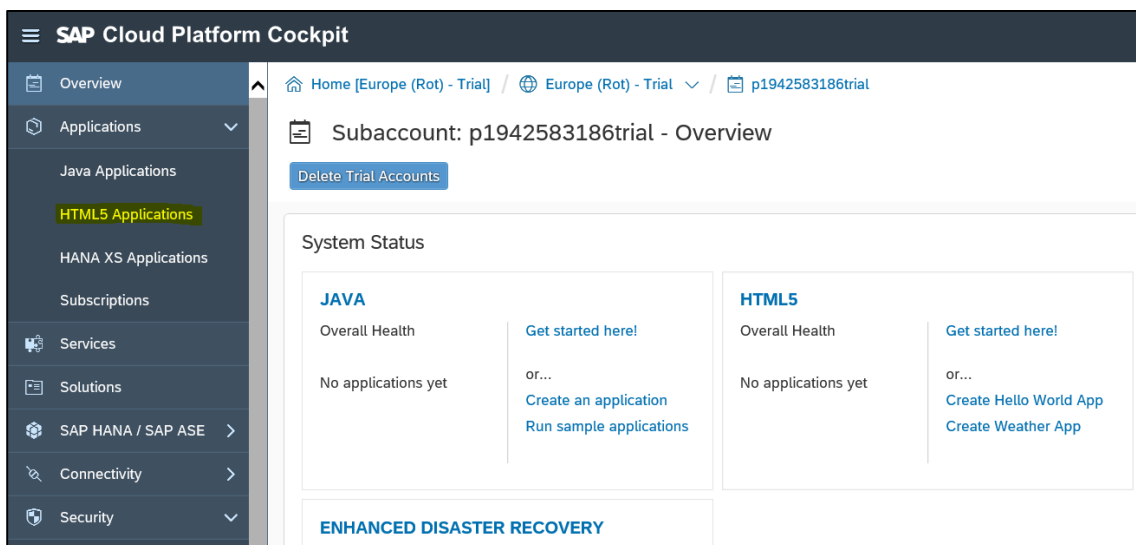 SAP Cloud Platform Cockpit
Overview
Applications
Java Applications
HTML5 Applications
HANA XS Applications
Subscriptions
Services
Solutions
SAP HANA / SAP ASE
Connectivity
Security
Home [Europe (Rot) - Trial] / Europe (Rot) - Trial / p1942583186trial
Subaccount: p1942583186trial - Overview
Delete Trial Accounts
System Status
JAVA
Overall Health
No applications yet
Get started here!
or...
Create an application
Run sample applications
HTML5
Overall Health
No applications yet
Get started here!
or...
Create Hello World App
Create Weather App
ENHANCED DISASTER RECOVERY